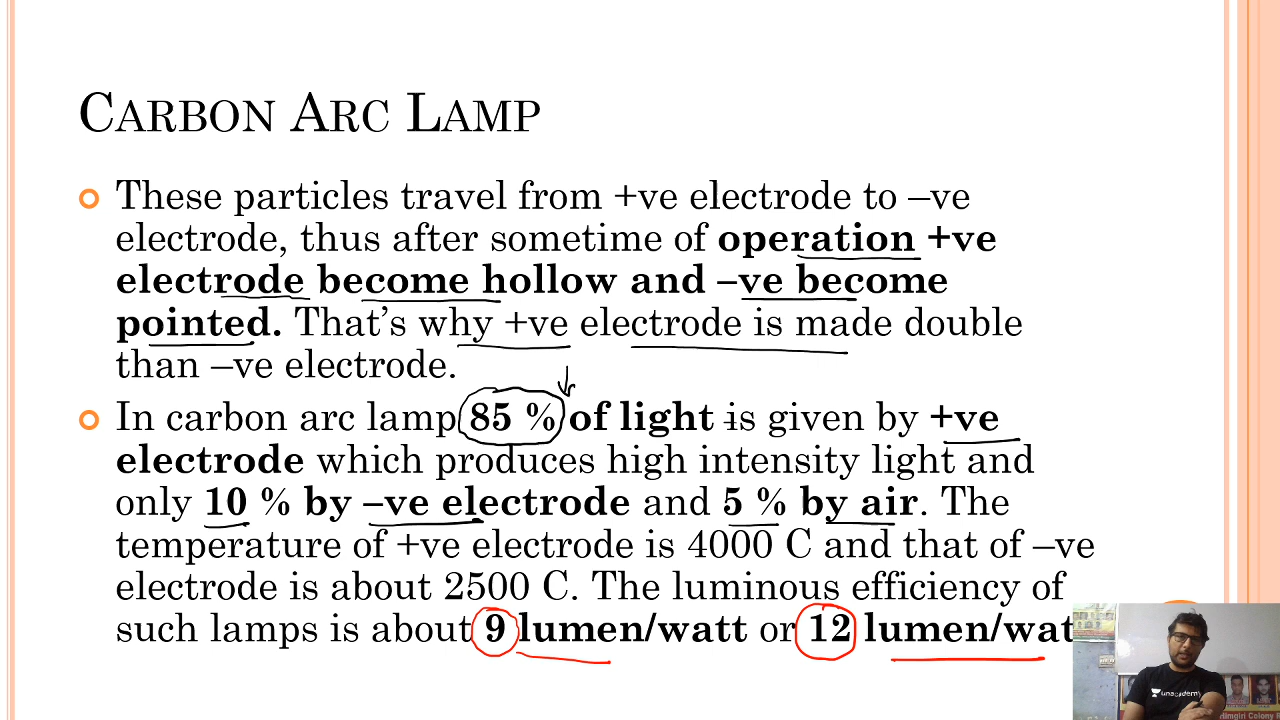 CARBON ARC LAMP
These particles travel from +ve electrode to –ve
electrode, thus after sometime of operation +ve
electrode become hollow and –ve become
pointed. That's why +ve electrode is made double
than –ve electrode.
In carbon arc lamp 85 % of light is given by +ve
electrode which produces high intensity light and
only 10 % by –ve electrode and 5 % by air. The
temperature of +ve electrode is 4000 C and that of –ve
electrode is about 2500 C. The luminous efficiency of
such lamps is about 9 lumen/watt or 12 lumen/wat
unacademy
Himgiri Colony